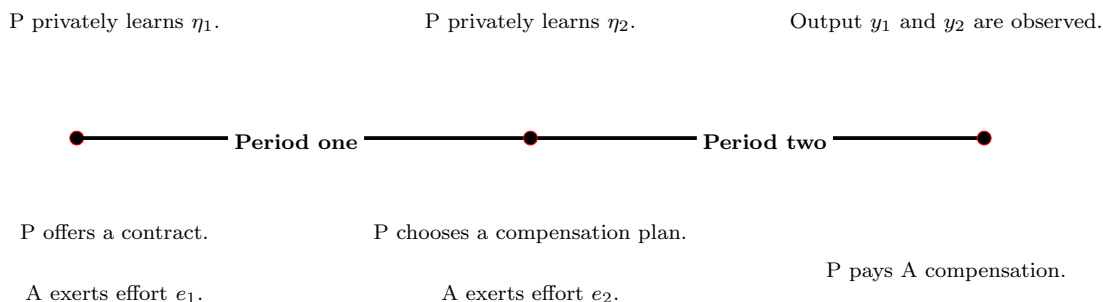 P privately learns η₁.
P privately learns η₂.
Output y₁ and y₂ are observed.
Period one
Period two
P offers a contract.
P chooses a compensation plan.
P pays A compensation.
A exerts effort e₁.
A exerts effort e₂.